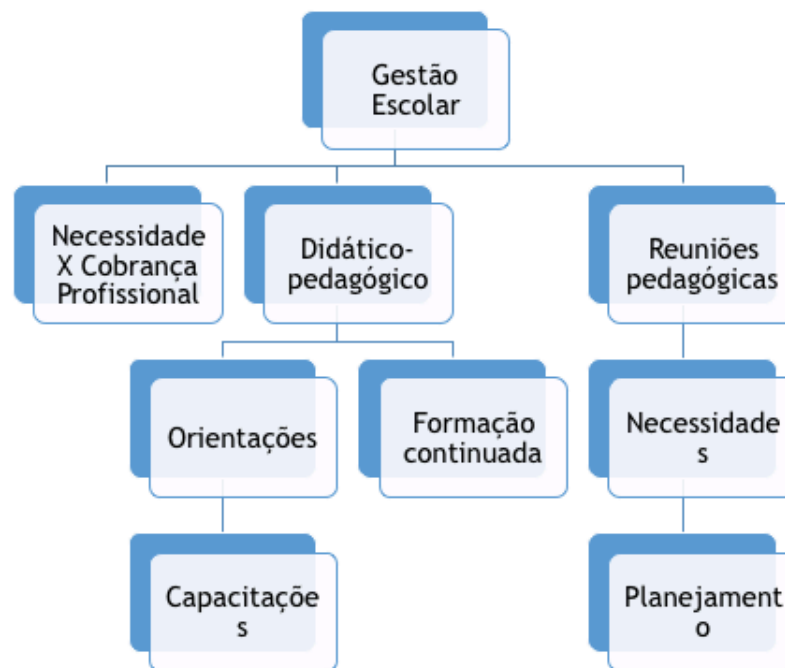 Gestão
Escolar
Necessidade
X Cobrança
Profissional
Didático-
pedagógico
Reuniões
pedagógicas
Orientações
Formação
continuada
Necessidade
s
Capacitaçõe
s
Planejament
o